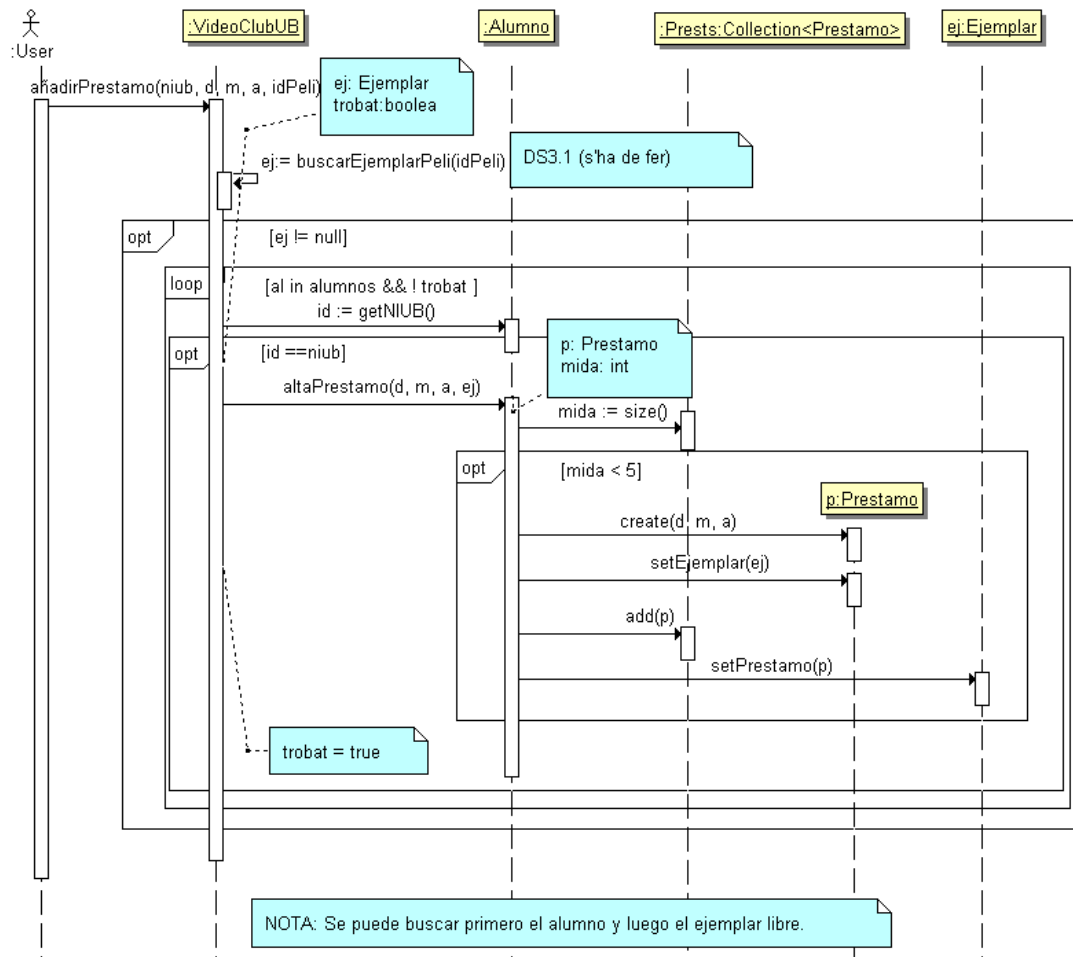 :User
:VideoClubUB
:Alumno
:Prests:Collection<Prestamo>
ej:Ejemplar
añadirPrestamo(niub, d, m, a, idPeli)
ej: Ejemplar
trobat:boolea
ej:= buscarEjemplarPeli(idPeli)
DS3.1 (s'ha de fer)
opt
[ej != null]
loop
[al in alumnos && ! trobat ]
id := getNIUB()
opt
[id ==niub]
p: Prestamo
mida: int
altaPrestamo(d, m, a, ej)
mida := size()
opt
[mida < 5]
p:Prestamo
create(d, m, a)
setEjemplar(ej)
add(p)
setPrestamo(p)
trobat = true
NOTA: Se puede buscar primero el alumno y luego el ejemplar libre.